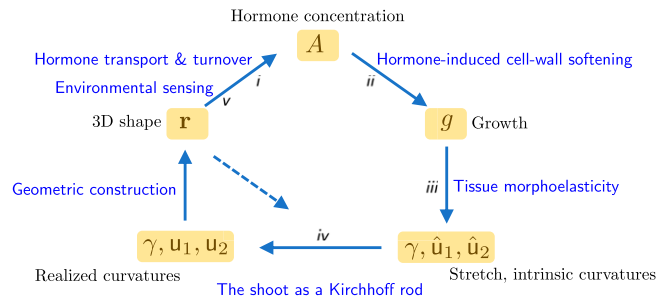 Hormone concentration
A
Hormone transport & turnover
Environmental sensing
i
v
Hormone-induced cell-wall softening
ii
3D shape
r
g
Growth
Geometric construction
iii
Tissue morphoelasticity
γ, u₁, u₂
iv
γ, û₁, û₂
Realized curvatures
Stretch, intrinsic curvatures
The shoot as a Kirchhoff rod